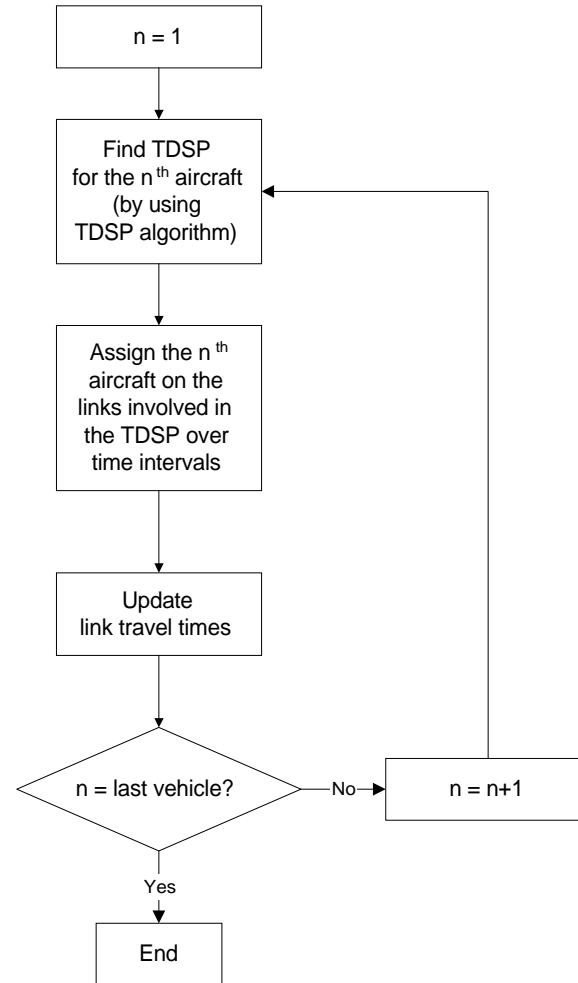 n = 1
Find TDSP
for the n th aircraft
(by using
TDSP algorithm)
Assign the n th
aircraft on the
links involved in
the TDSP over
time intervals
Update
link travel times
n = last vehicle?
No
n = n+1
Yes
End